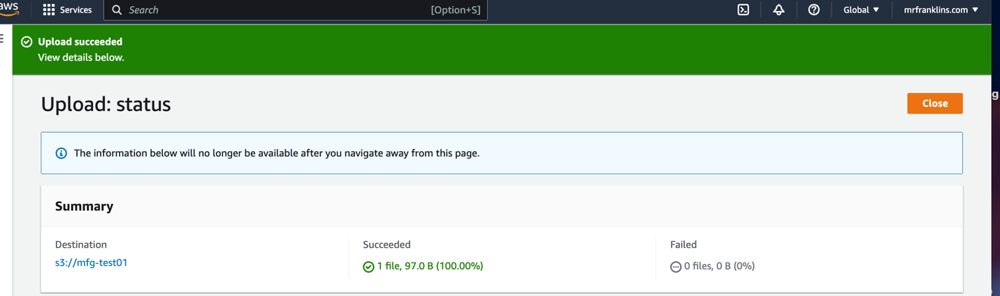 aws
Services
Search
[Option+S]
Global
mrfranklins.com
Upload succeeded
View details below.
g
Upload: status
Close
The information below will no longer be available after you navigate away from this page.
Summary
Destination
Succeeded
Failed
s3://mfg-test01
1 file, 97.0 B (100.00%)
0 files, 0 B (0%)